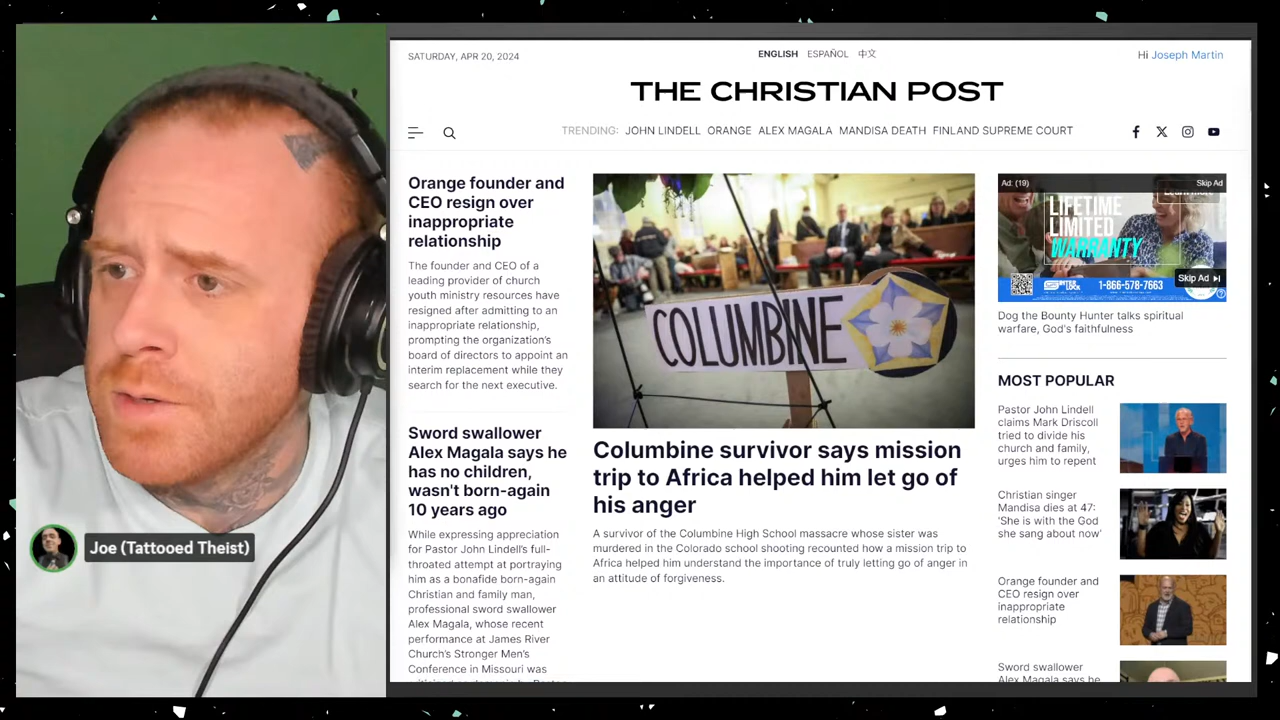 SATURDAY, APR 20, 2024
ENGLISH ESPAÑOL 中文
Hi Joseph Martin
THE CHRISTIAN POST
TRENDING: JOHN LINDELL ORANGE ALEX MAGALA MANDISA DEATH FINLAND SUPREME COURT
Orange founder and
CEO resign over
inappropriate
relationship
The founder and CEO of a
leading provider of church
youth ministry resources have
resigned after admitting to an
inappropriate relationship,
prompting the organization's
board of directors to appoint an
interim replacement while they
search for the next executive.
Sword swallower
Alex Magala says he
has no children,
wasn't born-again
10 years ago
While expressing appreciation
for Pastor John Lindell's full-
throated attempt at portraying
him as a bonafide born-again
Christian and family man,
professional sword swallower
Alex Magala, whose recent
performance at James River
Church's Stronger Men's
Conference in Missouri was
COLUMBINE
Columbine survivor says mission
trip to Africa helped him let go of
his anger
A survivor of the Columbine High School massacre whose sister was
murdered in the Colorado school shooting recounted how a mission trip to
Africa helped him understand the importance of truly letting go of anger in
an attitude of forgiveness.
Ad: (19)
Skip Ad
Learn more
LIFETIME
LIMITED
WARRANTY
Skip Ad
1-866-578-7663
Dog the Bounty Hunter talks spiritual
warfare, God's faithfulness
MOST POPULAR
Pastor John Lindell
claims Mark Driscoll
tried to divide his
church and family,
urges him to repent
Christian singer
Mandisa dies at 47:
'She is with the God
she sang about now'
Orange founder and
CEO resign over
inappropriate
relationship
Sword swallower
Alex Magala says he
Joe (Tattooed Theist)